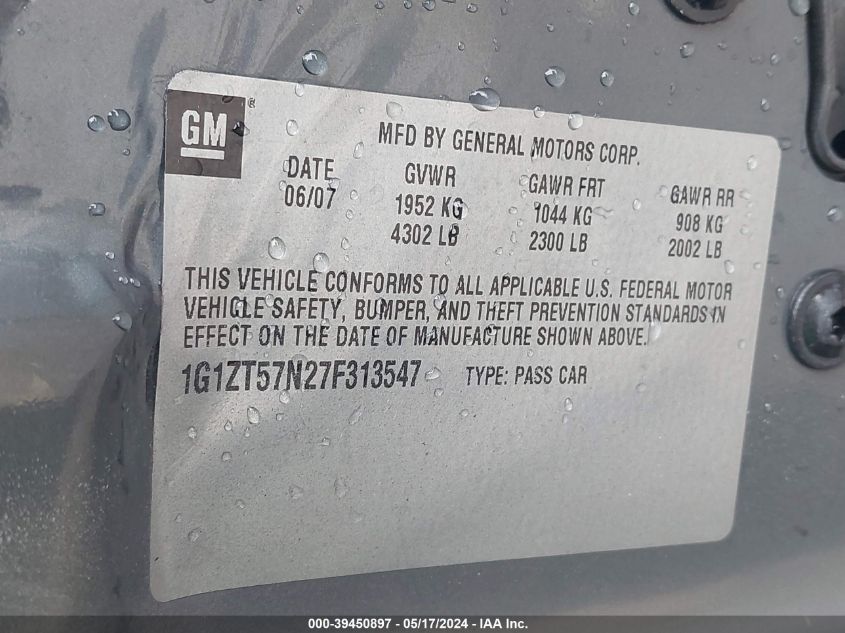 GM ®
MFD BY GENERAL MOTORS CORP.
DATE GVWR GAWR FRT GAWR RR
06/07 1952 KG 1044 KG 908 KG
4302 LB 2300 LB 2002 LB
THIS VEHICLE CONFORMS TO ALL APPLICABLE U.S. FEDERAL MOTOR
VEHICLE SAFETY, BUMPER, AND THEFT PREVENTION STANDARDS IN
EFFECT ON THE DATE OF MANUFACTURE SHOWN ABOVE.
1G1ZT57N27F313547 TYPE: PASS CAR
000-39450897 - 05/17/2024 - IAA Inc.